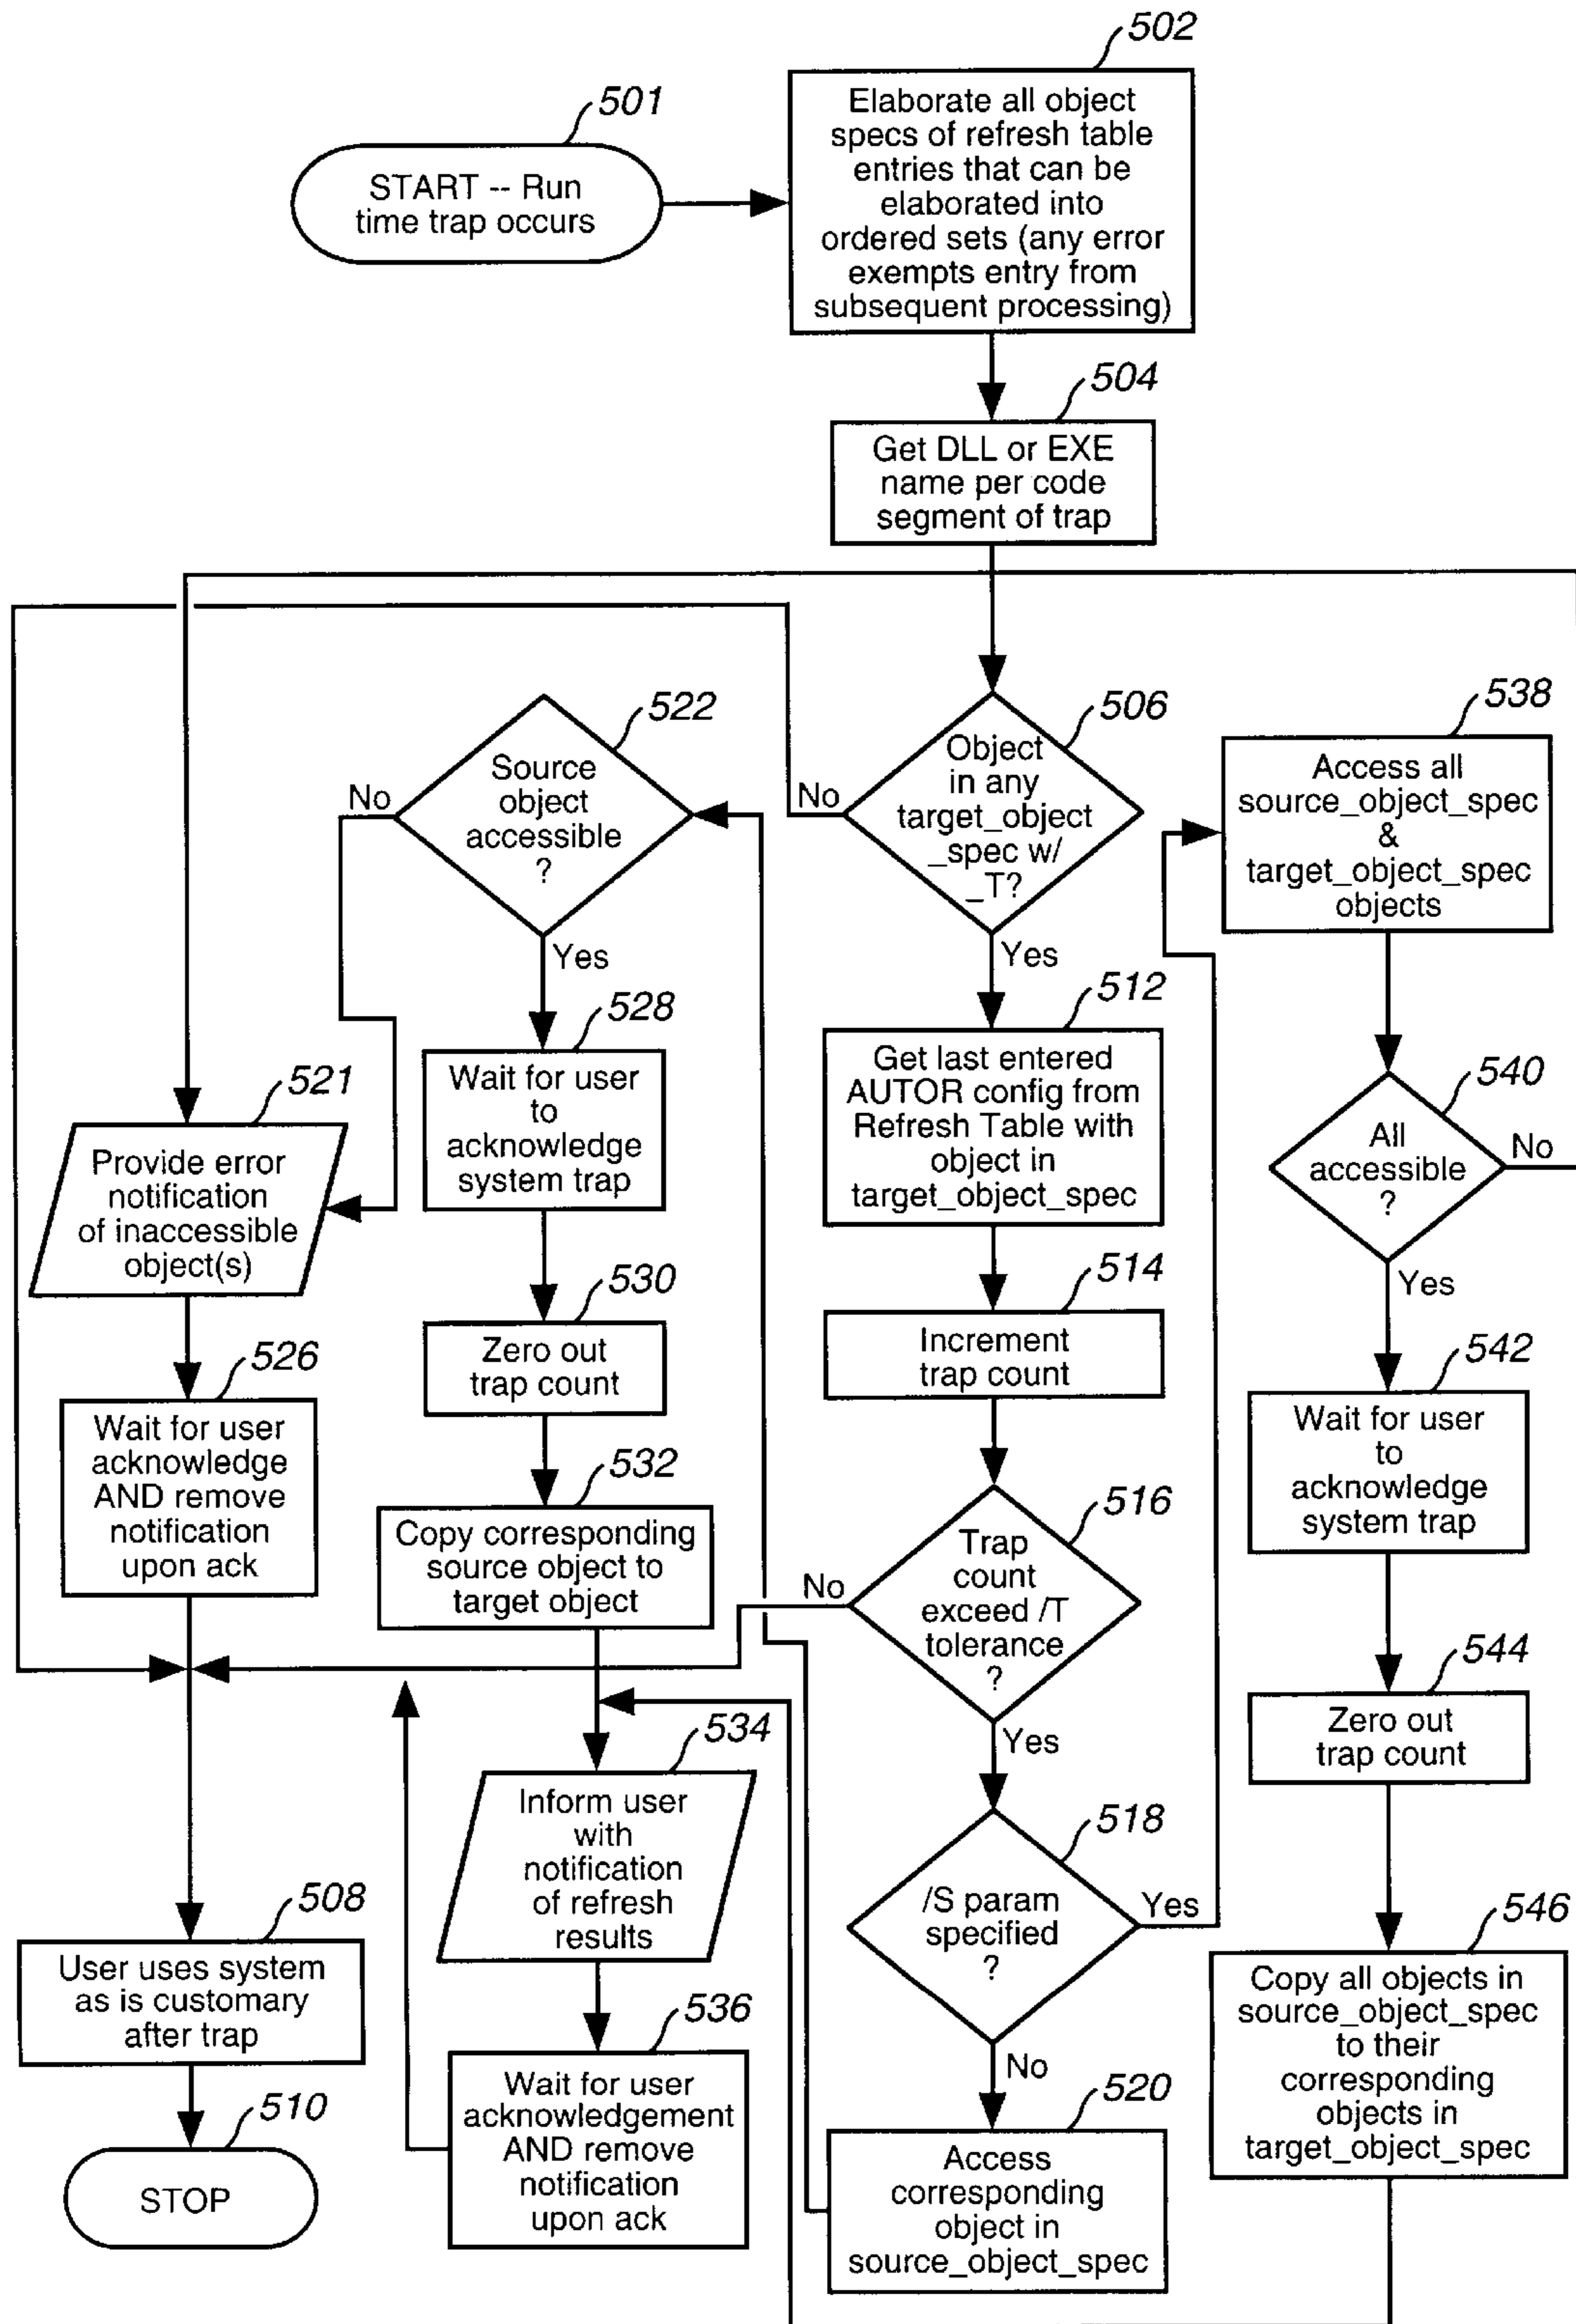 502
Elaborate all object
specs of refresh table
entries that can be
elaborated into
ordered sets (any error
exempts entry from
subsequent processing)
501
START -- Run
time trap occurs
504
Get DLL or EXE
name per code
segment of trap
506
Object
in any
target_object
_spec w/
_T?
No
Yes
522
Source
object
accessible
?
No
Yes
538
Access all
source_object_spec
&
target_object_spec
objects
528
Wait for user
to
acknowledge
system trap
512
Get last entered
AUTOR config from
Refresh Table with
object in
target_object_spec
540
All
accessible
?
No
Yes
521
Provide error
notification
of inaccessible
object(s)
530
Zero out
trap count
514
Increment
trap count
526
Wait for user
acknowledge
AND remove
notification
upon ack
542
Wait for user
to
acknowledge
system trap
532
Copy corresponding
source object to
target object
516
Trap
count
exceed /T
tolerance
?
No
Yes
544
Zero out
trap count
534
Inform user
with
notification
of refresh
results
518
/S param
specified
?
Yes
No
508
User uses system
as is customary
after trap
546
Copy all objects in
source_object_spec
to their
corresponding
objects in
target_object_spec
536
Wait for user
acknowledgement
AND remove
notification
upon ack
520
Access
corresponding
object in
source_object_spec
510
STOP